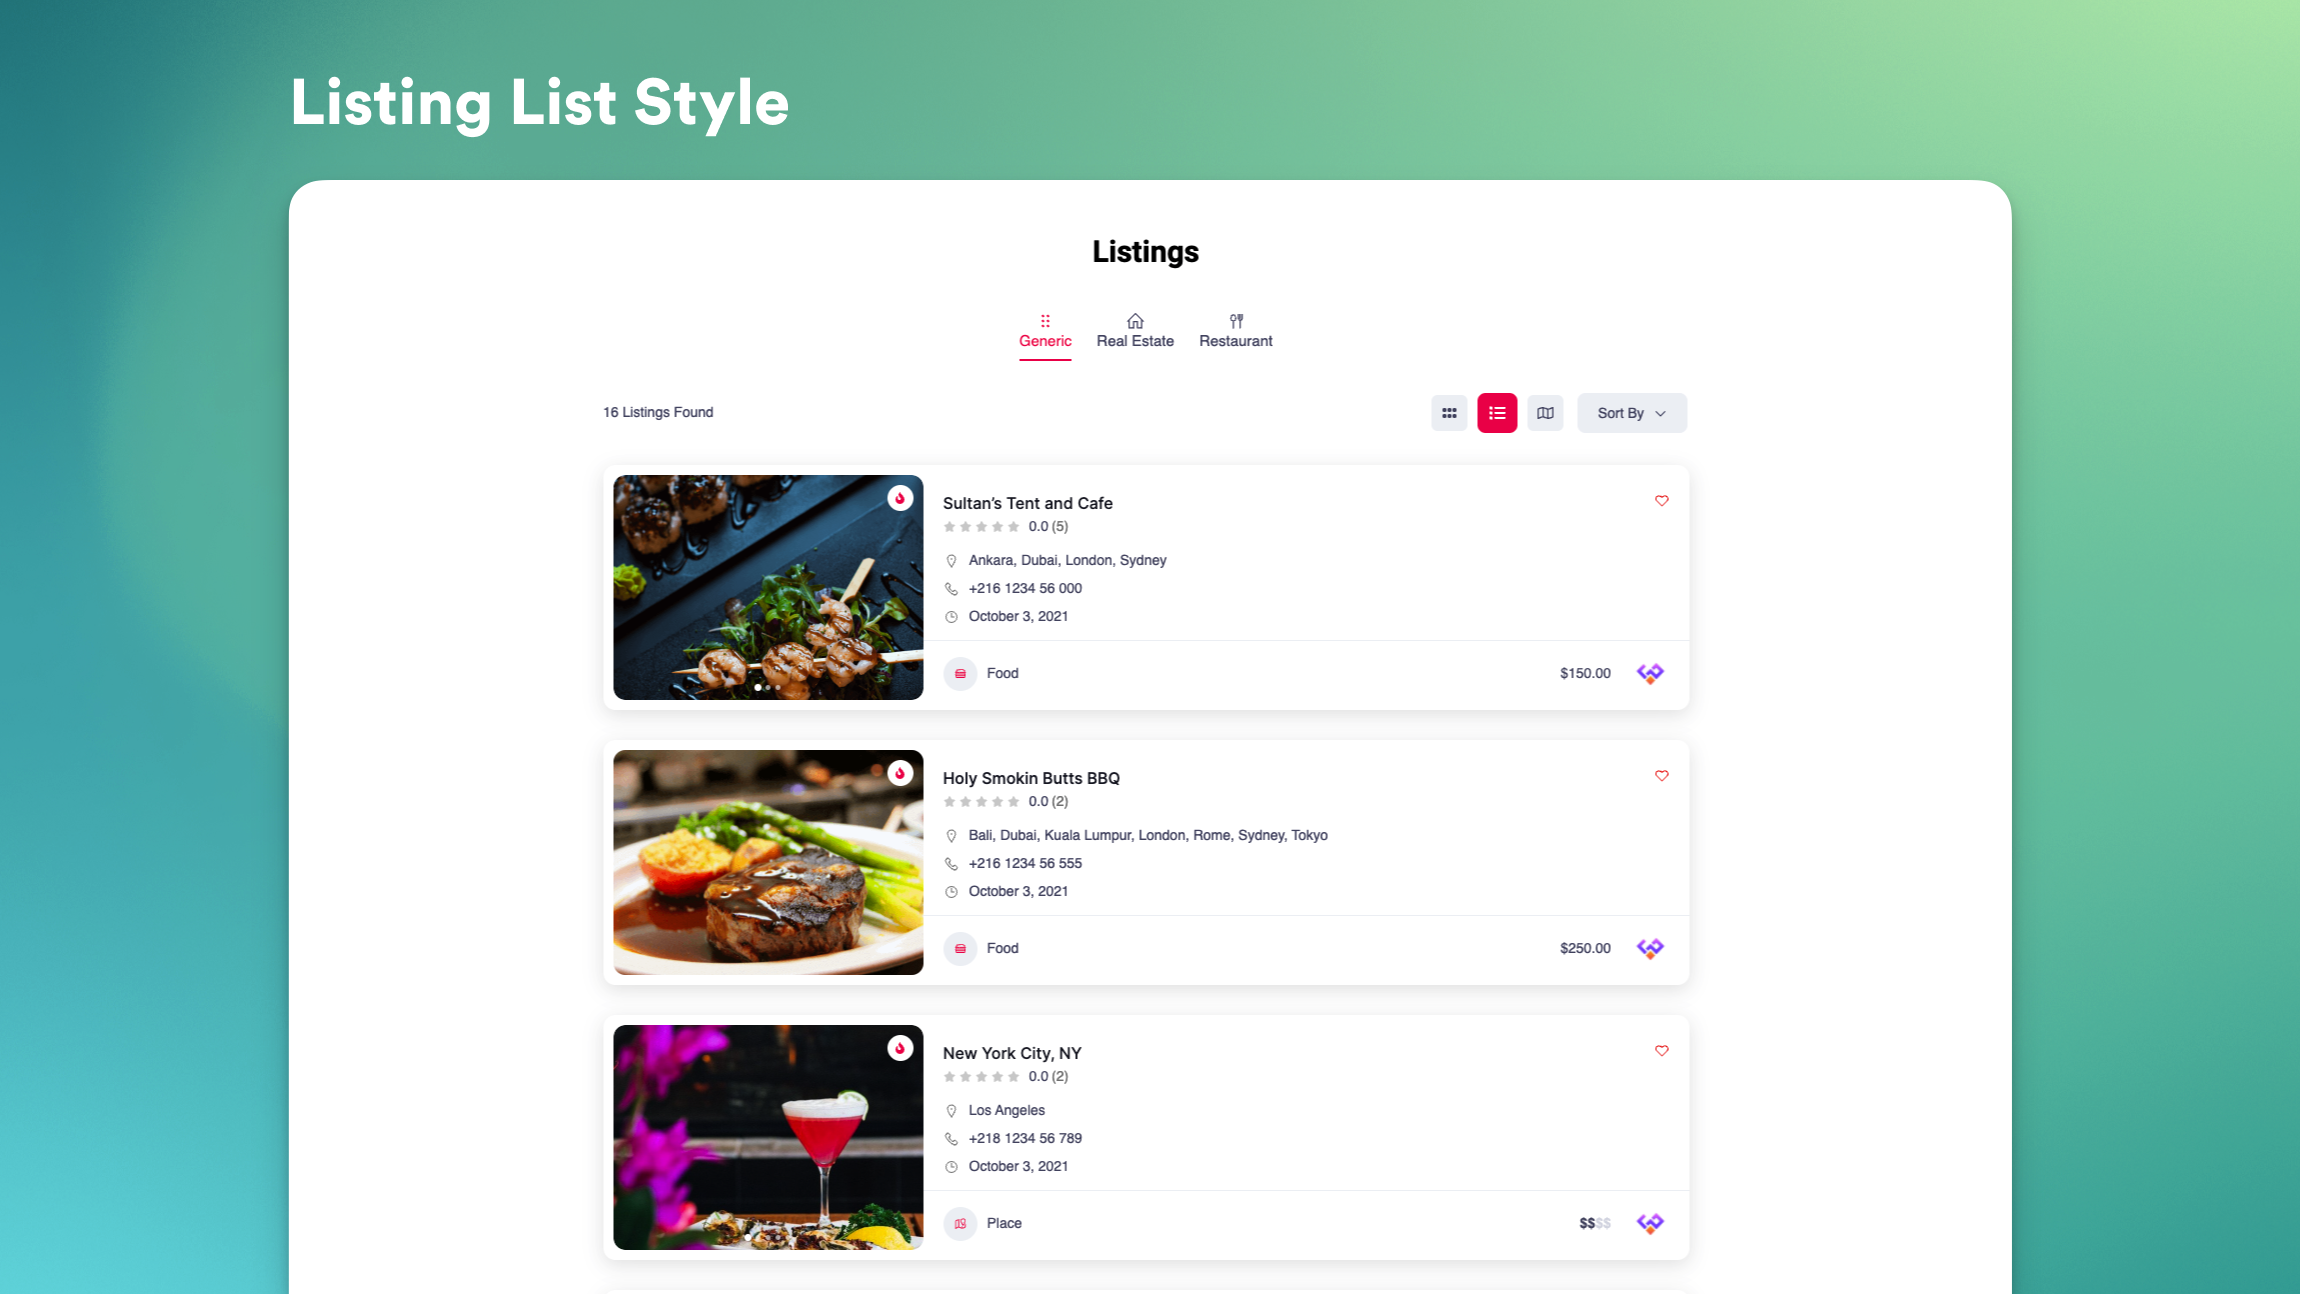 Listing List Style
Listings
Generic
Real Estate
Restaurant
16 Listings Found
Sort By
Sultan's Tent and Cafe
0.0 (5)
Ankara, Dubai, London, Sydney
+216 1234 56 000
October 3, 2021
Food
$150.00
Holy Smokin Butts BBQ
0.0 (2)
Bali, Dubai, Kuala Lumpur, London, Rome, Sydney, Tokyo
+216 1234 56 555
October 3, 2021
Food
$250.00
New York City, NY
0.0 (2)
Los Angeles
+218 1234 56 789
October 3, 2021
Place
$$$$